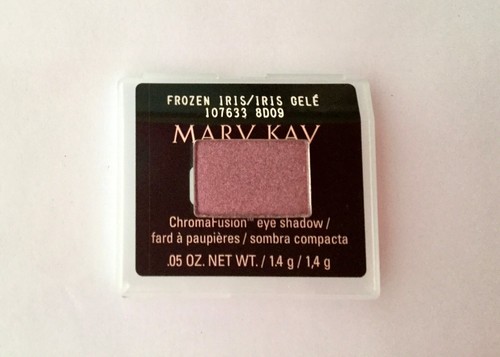 FROZEN IRIS/IRIS GELÉ
107633 8D09
MARY KAY
ChromaFusion™ eye shadow /
fard à paupières / sombra compacta
.05 OZ. NET WT. / 1.4 g / 1,4 g